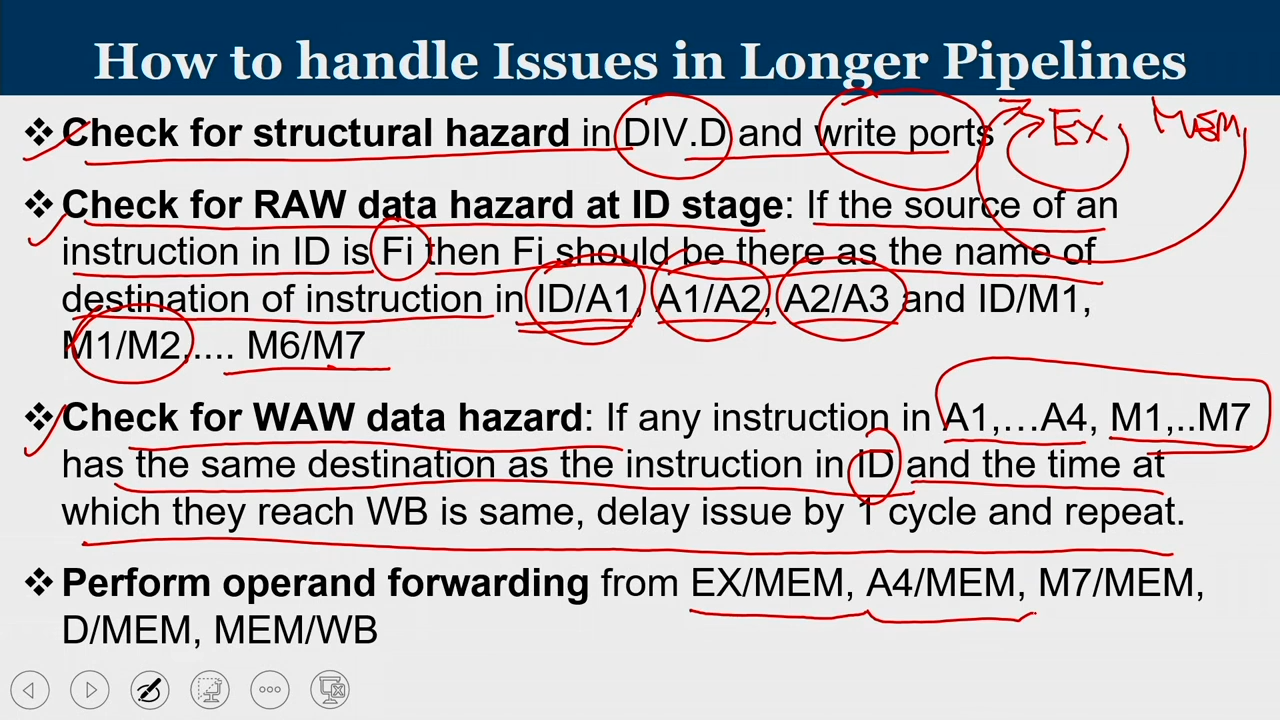 How to handle Issues in Longer Pipelines
❖ Check for structural hazard in DIV.D and write ports EX, MEM,
❖ Check for RAW data hazard at ID stage: If the source of an
instruction in ID is Fi then Fi should be there as the name of
destination of instruction in ID/A1, A1/A2, A2/A3 and ID/M1,
M1/M2,.... M6/M7
❖ Check for WAW data hazard: If any instruction in A1,…A4, M1,..M7
has the same destination as the instruction in ID and the time at
which they reach WB is same, delay issue by 1 cycle and repeat.
❖ Perform operand forwarding from EX/MEM, A4/MEM, M7/MEM,
D/MEM, MEM/WB